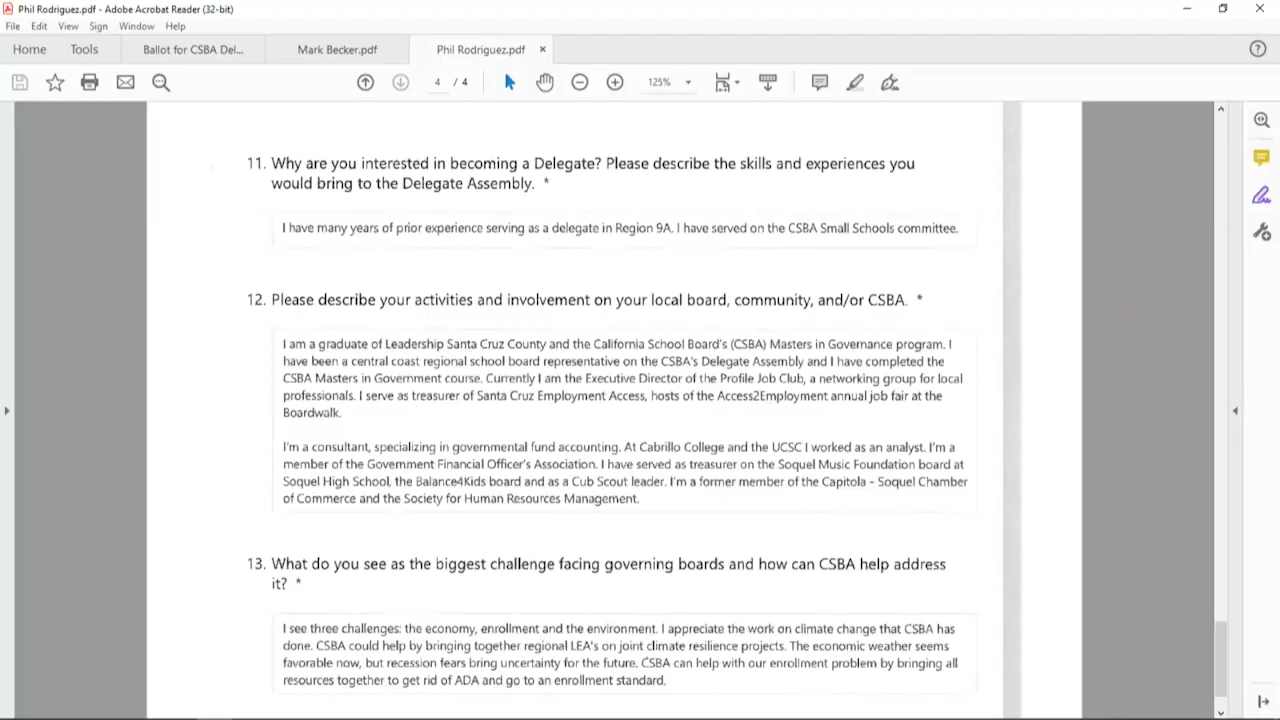 Phil Rodriguez.pdf - Adobe Acrobat Reader (32-bit)
File Edit View Sign Window Help
Home Tools Ballot for CSBA Del... Mark Becker.pdf Phil Rodriguez.pdf ×
4 / 4 125%
11. Why are you interested in becoming a Delegate? Please describe the skills and experiences you
would bring to the Delegate Assembly. *
I have many years of prior experience serving as a delegate in Region 9A. I have served on the CSBA Small Schools committee.
12. Please describe your activities and involvement on your local board, community, and/or CSBA. *
I am a graduate of Leadership Santa Cruz County and the California School Board's (CSBA) Masters in Governance program. I
have been a central coast regional school board representative on the CSBA's Delegate Assembly and I have completed the
CSBA Masters in Government course. Currently I am the Executive Director of the Profile Job Club, a networking group for local
professionals. I serve as treasurer of Santa Cruz Employment Access, hosts of the Access2Employment annual job fair at the
Boardwalk.
I'm a consultant, specializing in governmental fund accounting. At Cabrillo College and the UCSC I worked as an analyst. I'm a
member of the Government Financial Officer's Association. I have served as treasurer on the Soquel Music Foundation board at
Soquel High School, the Balance4Kids board and as a Cub Scout leader. I'm a former member of the Capitola - Soquel Chamber
of Commerce and the Society for Human Resources Management.
13. What do you see as the biggest challenge facing governing boards and how can CSBA help address
it? *
I see three challenges: the economy, enrollment and the environment. I appreciate the work on climate change that CSBA has
done. CSBA could help by bringing together regional LEA's on joint climate resilience projects. The economic weather seems
favorable now, but recession fears bring uncertainty for the future. CSBA can help with our enrollment problem by bringing all
resources together to get rid of ADA and go to an enrollment standard.